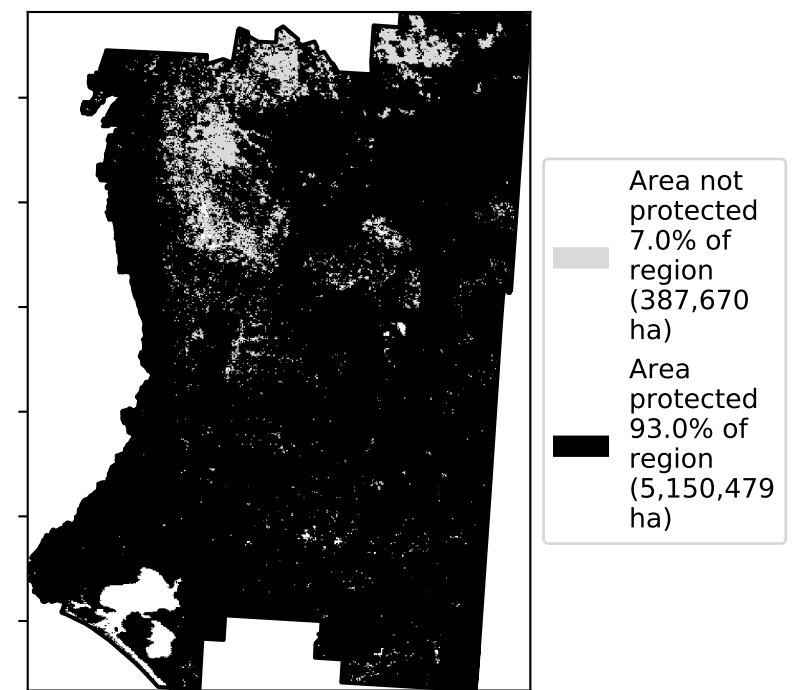 Area not
protected
7.0% of
region
(387,670
ha)
Area
protected
93.0% of
region
(5,150,479
ha)